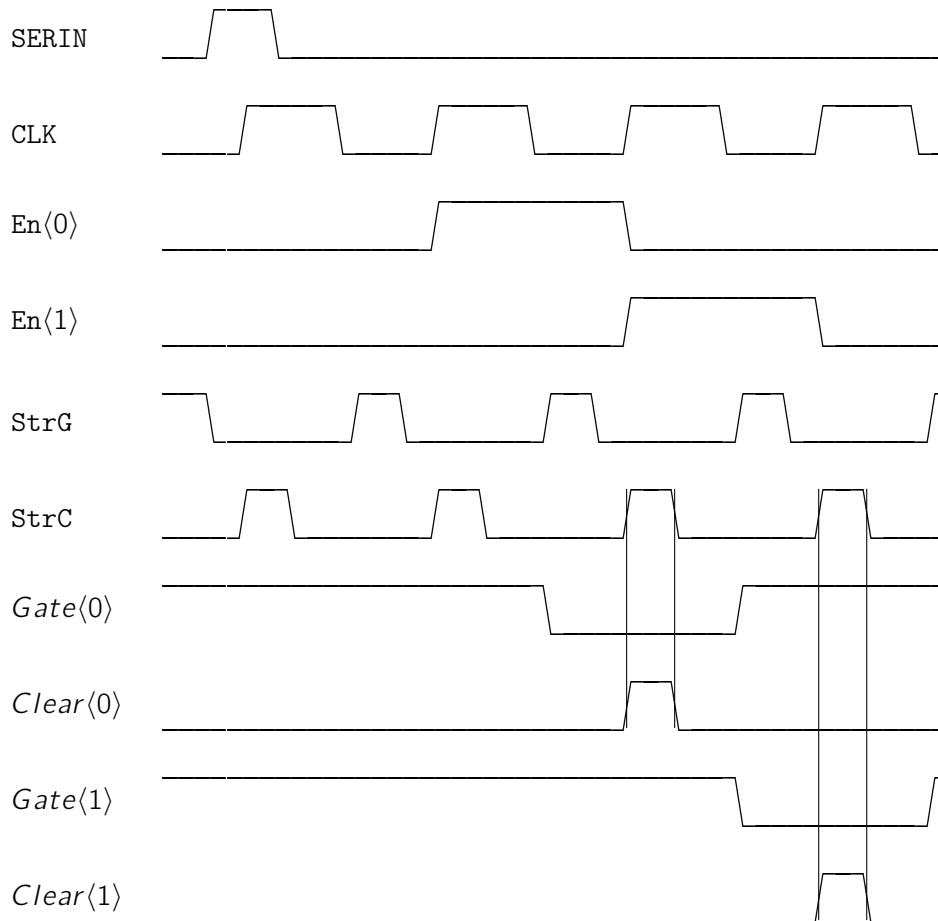 SERIN
CLK
En⟨0⟩
En⟨1⟩
StrG
StrC
Gate⟨0⟩
Clear⟨0⟩
Gate⟨1⟩
Clear⟨1⟩